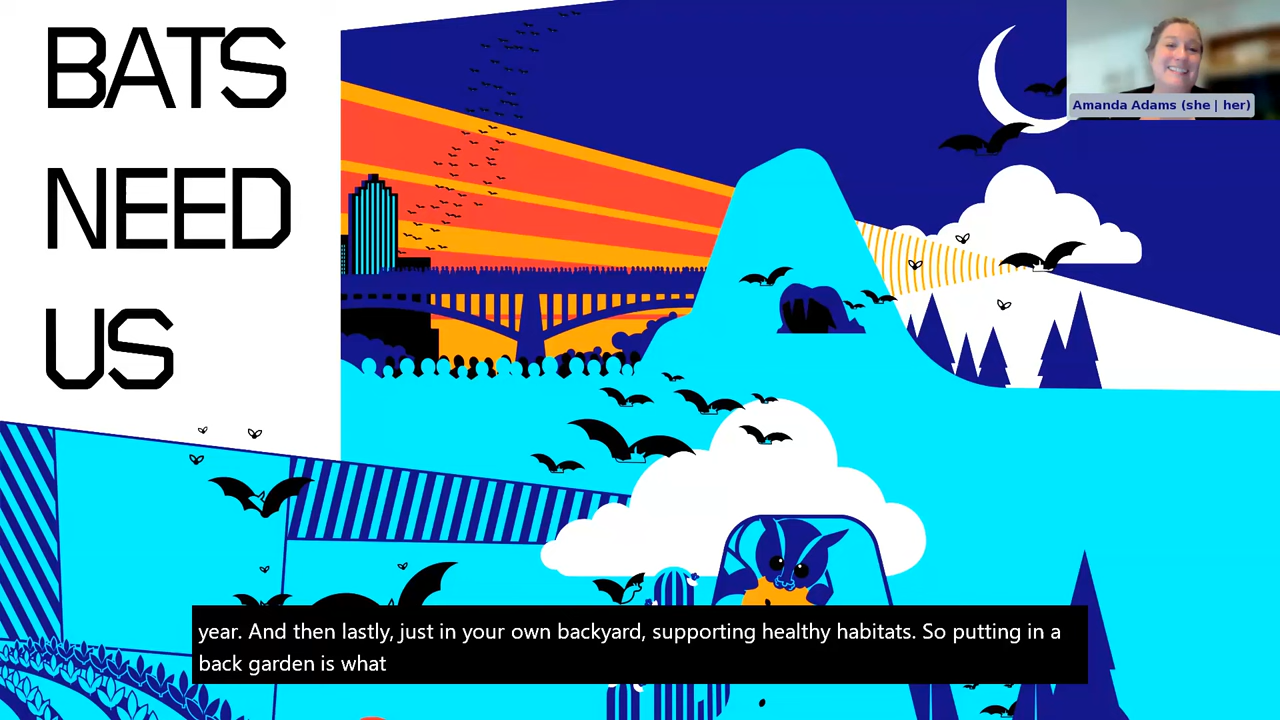 BATS
NEED
US
Amanda Adams (she | her)
year. And then lastly, just in your own backyard, supporting healthy habitats. So putting in a
back garden is what